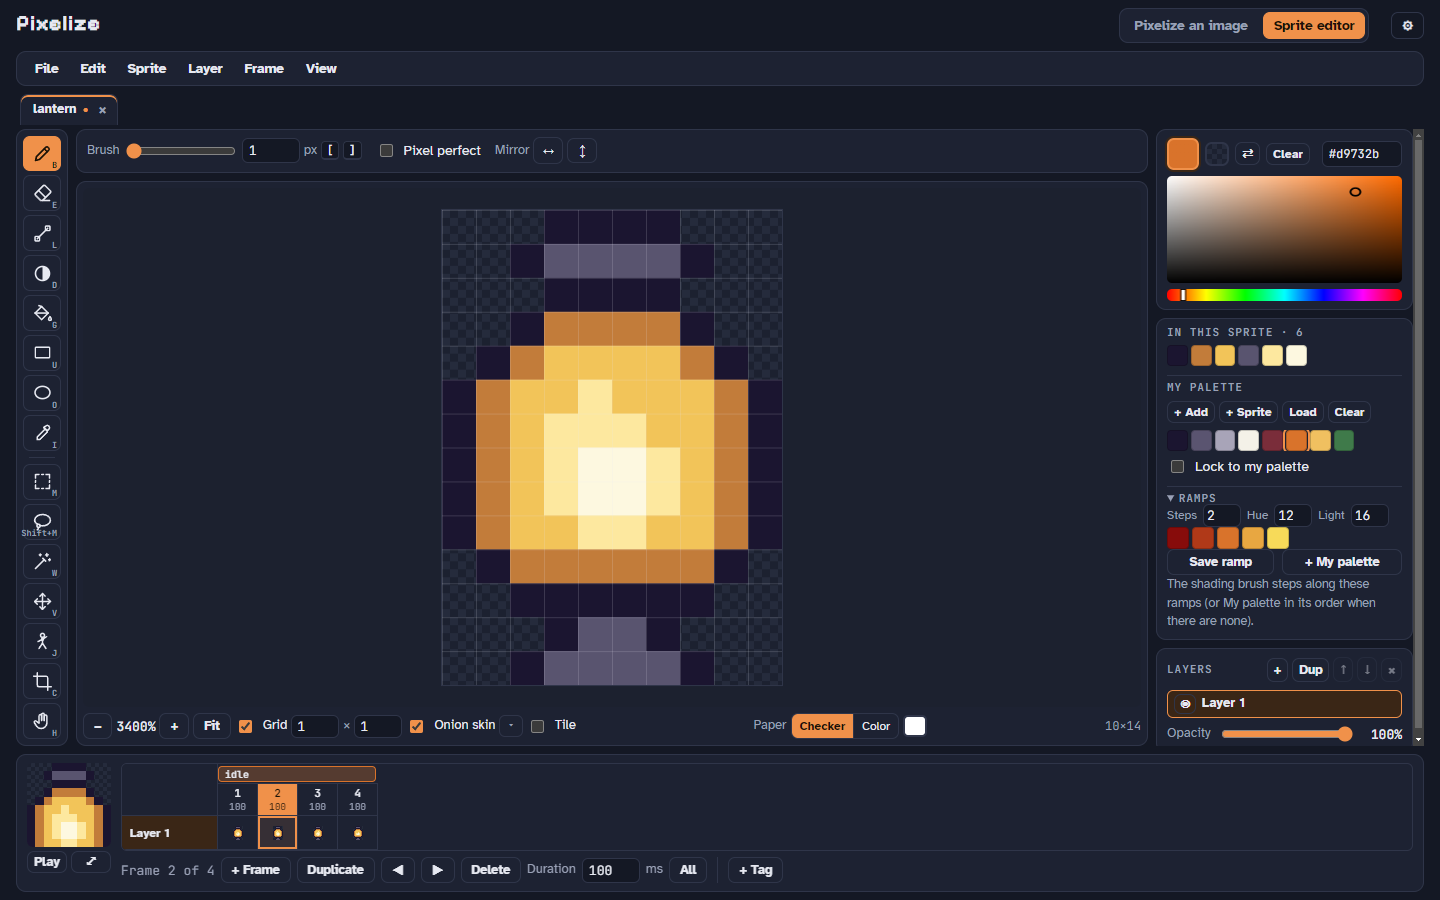 Pixelize
Pixelize an image
Sprite editor
File Edit Sprite Layer Frame View
lantern
Brush 1 px [ ] Pixel perfect Mirror
Clear #d9732b
B
E
L
D
G
U
O
I
M
Shift+M
W
V
J
C
H
IN THIS SPRITE · 6
MY PALETTE
+ Add + Sprite Load Clear
Lock to my palette
▼ RAMPS
Steps 2 Hue 12 Light 16
Save ramp + My palette
The shading brush steps along these
ramps (or My palette in its order when
there are none).
LAYERS + Dup ↑ ↓ ×
Layer 1
Opacity 100%
− 3400% + Fit Grid 1 × 1 Onion skin - Tile
Paper Checker Color 10×14
idle
1 2 3 4
100 100 100 100
Layer 1
Play
Frame 2 of 4 + Frame Duplicate ◀ ▶ Delete Duration 100 ms All + Tag